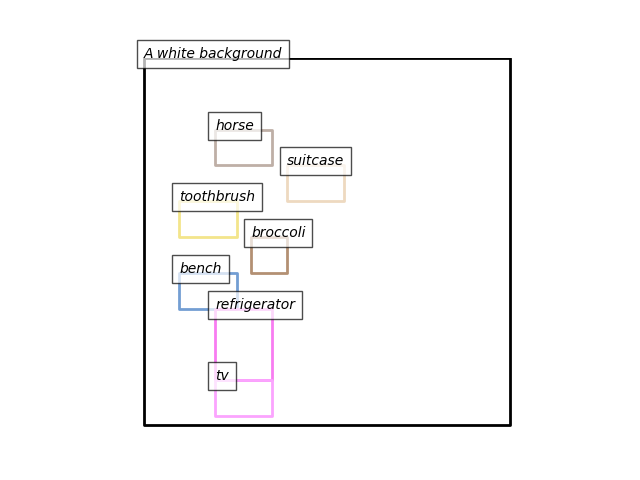 A white background
horse
suitcase
toothbrush
broccoli
bench
refrigerator
tv